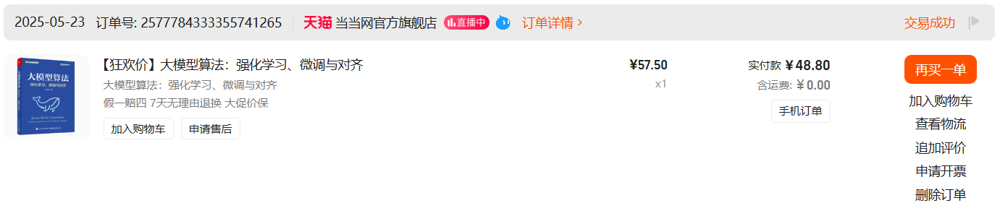 2025-05-23 订单号: 2577784333355741265 天猫 当当网官方旗舰店 直播中 订单详情 交易成功
【狂欢价】大模型算法：强化学习、微调与对齐 ¥57.50 实付款 ¥48.80 再买一单
大模型算法：强化学习、微调与对齐 x1 含运费: ¥0.00
假一赔四 7天无理由退换 大促价保
加入购物车 申请售后 手机订单
加入购物车
查看物流
追加评价
申请开票
删除订单
大模型算法
强化学习、微调与对齐